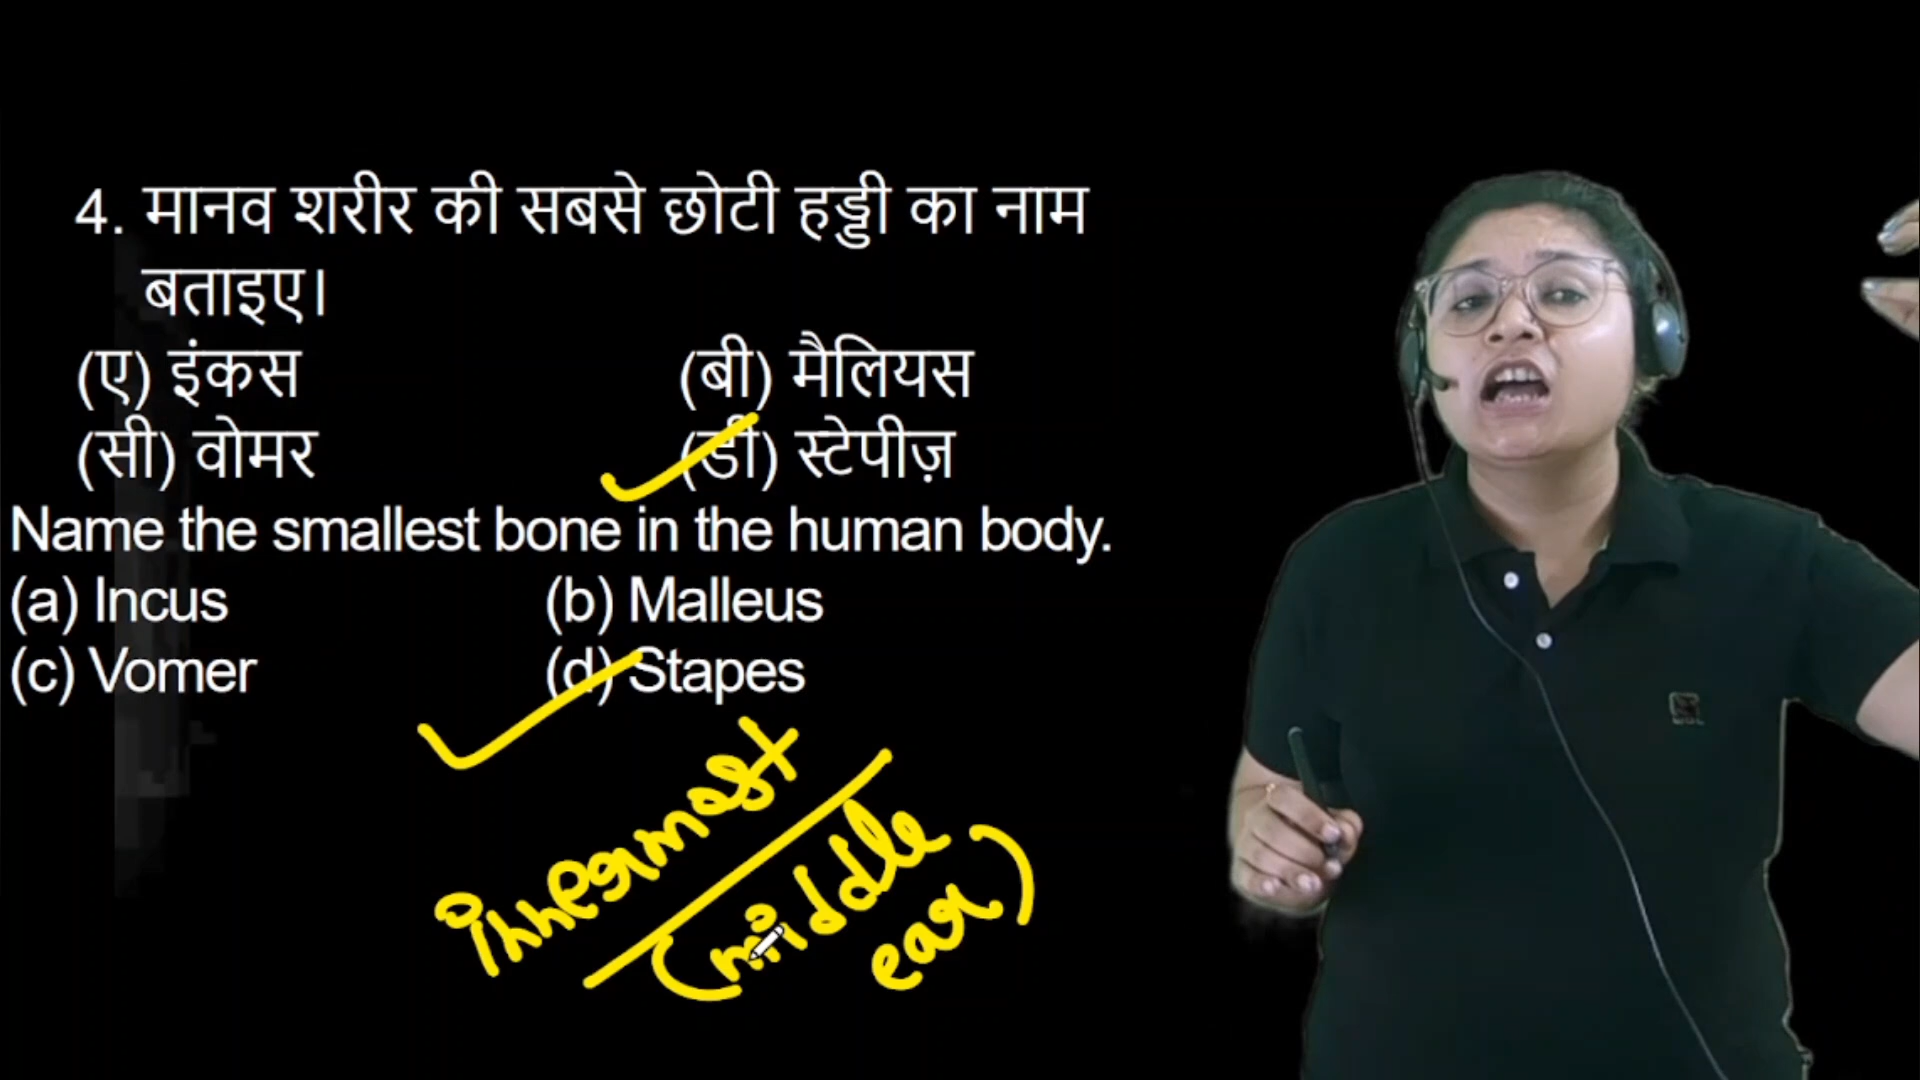 4. मानव शरीर की सबसे छोटी हड्डी का नाम
बताइए।
(ए) इंकस (बी) मैलियस
(सी) वोमर (डी) स्टेपीज़
Name the smallest bone in the human body.
(a) Incus (b) Malleus
(c) Vomer (d) Stapes
innermost
(middle
ear)